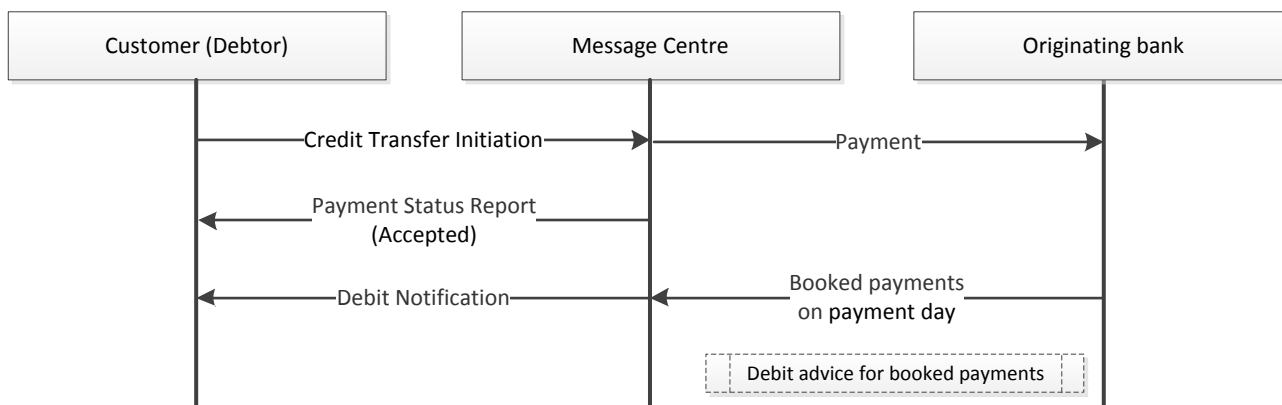 Customer (Debtor)
Message Centre
Originating bank
Credit Transfer Initiation
Payment
Payment Status Report
(Accepted)
Debit Notification
Booked payments
on payment day
Debit advice for booked payments